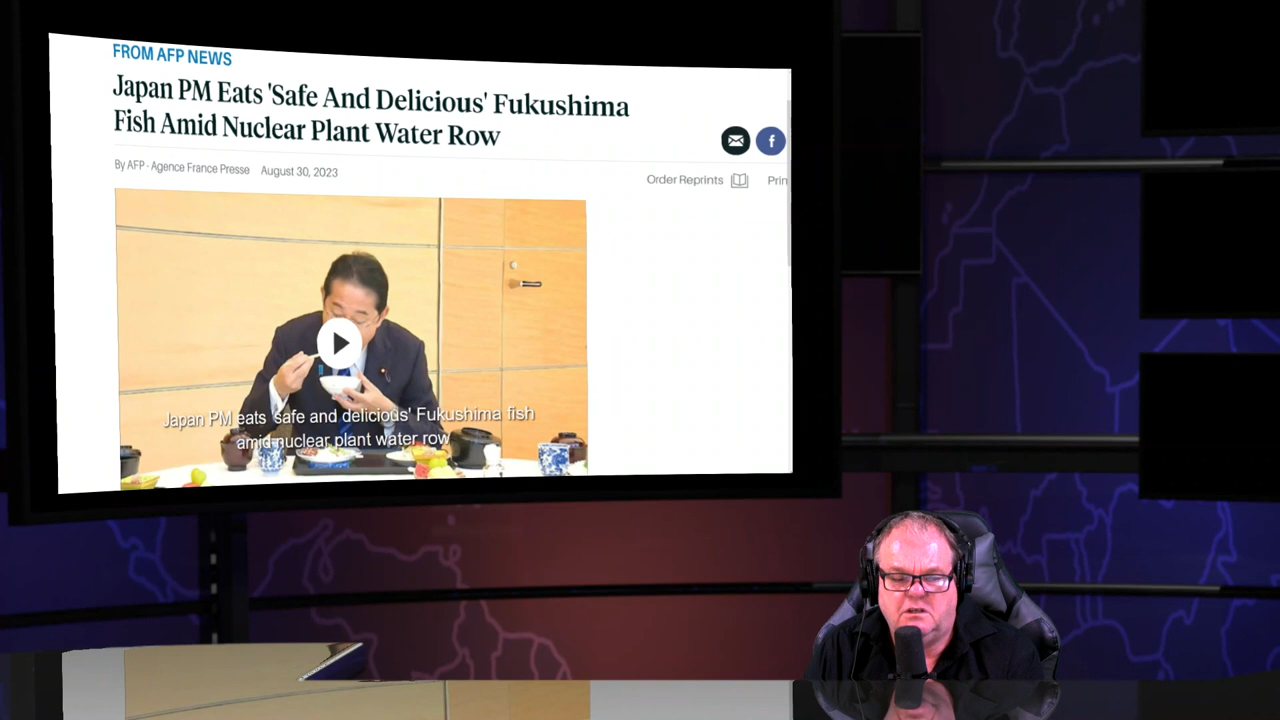 FROM AFP NEWS
Japan PM Eats 'Safe And Delicious' Fukushima
Fish Amid Nuclear Plant Water Row
By AFP - Agence France Presse August 30, 2023
Order Reprints
Prin
f
Japan PM eats 'safe and delicious' Fukushima fish
amid nuclear plant water row